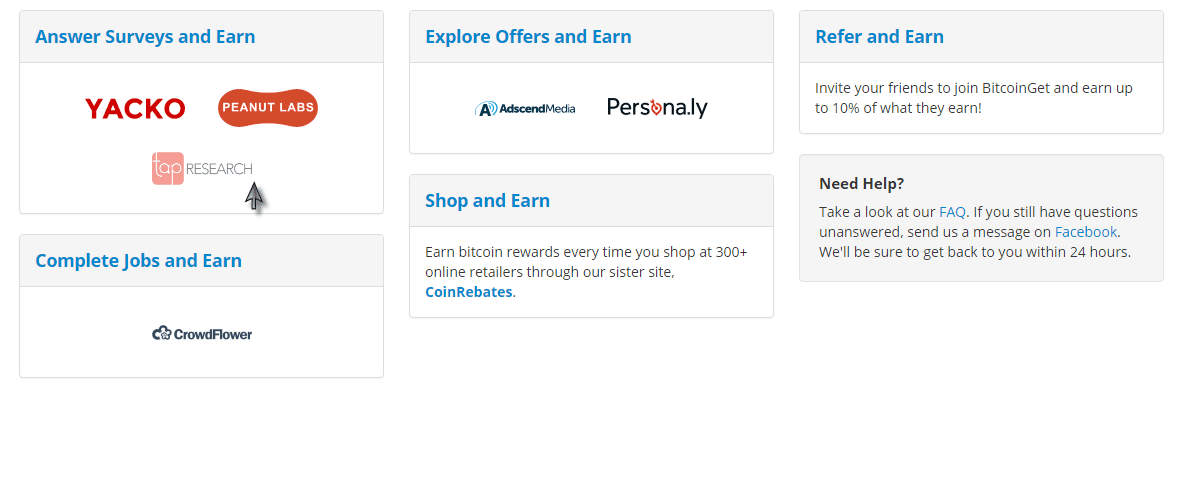 Answer Surveys and Earn
YACKO
PEANUT LABS
tap RESEARCH
Complete Jobs and Earn
CrowdFlower
Explore Offers and Earn
AdscendMedia
Persona.ly
Shop and Earn
Earn bitcoin rewards every time you shop at 300+
online retailers through our sister site,
CoinRebates.
Refer and Earn
Invite your friends to join BitcoinGet and earn up
to 10% of what they earn!
Need Help?
Take a look at our FAQ. If you still have questions
unanswered, send us a message on Facebook.
We'll be sure to get back to you within 24 hours.